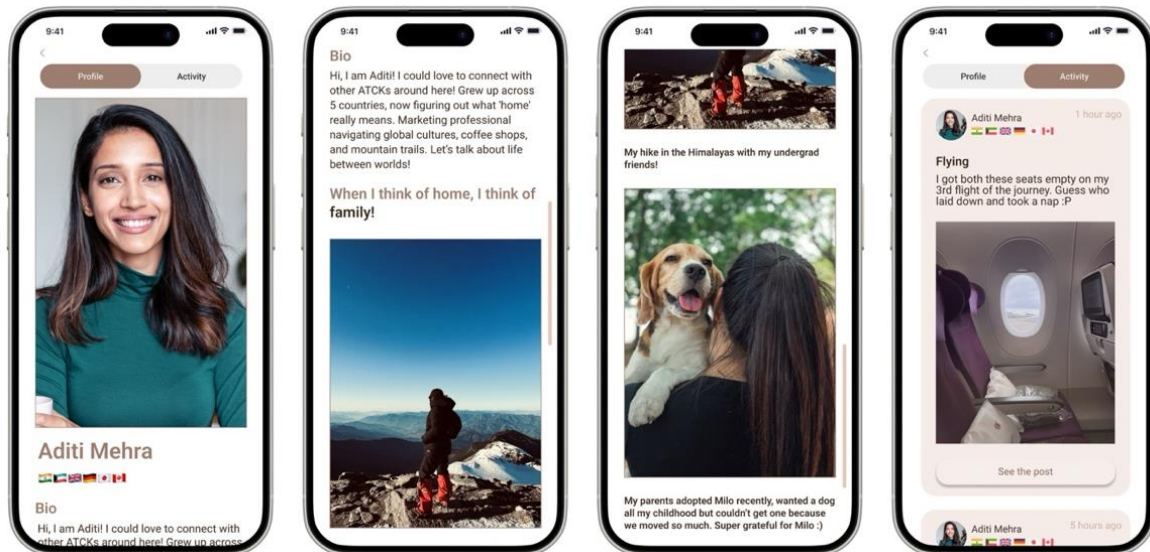 9:41
Profile
Activity
Aditi Mehra
Bio
Hi, I am Aditi! I could love to connect with
other ATCKs around here! Grew up across
9:41
Bio
Hi, I am Aditi! I could love to connect with
other ATCKs around here! Grew up across
5 countries, now figuring out what 'home'
really means. Marketing professional
navigating global cultures, coffee shops,
and mountain trails. Let's talk about life
between worlds!
When I think of home, I think of
family!
9:41
My hike in the Himalayas with my undergrad
friends!
My parents adopted Milo recently, wanted a dog
all my childhood but couldn't get one because
we moved so much. Super grateful for Milo :)
9:41
Profile
Activity
Aditi Mehra
1 hour ago
Flying
I got both these seats empty on my
3rd flight of the journey. Guess who
laid down and took a nap :P
See the post
Aditi Mehra
5 hours ago